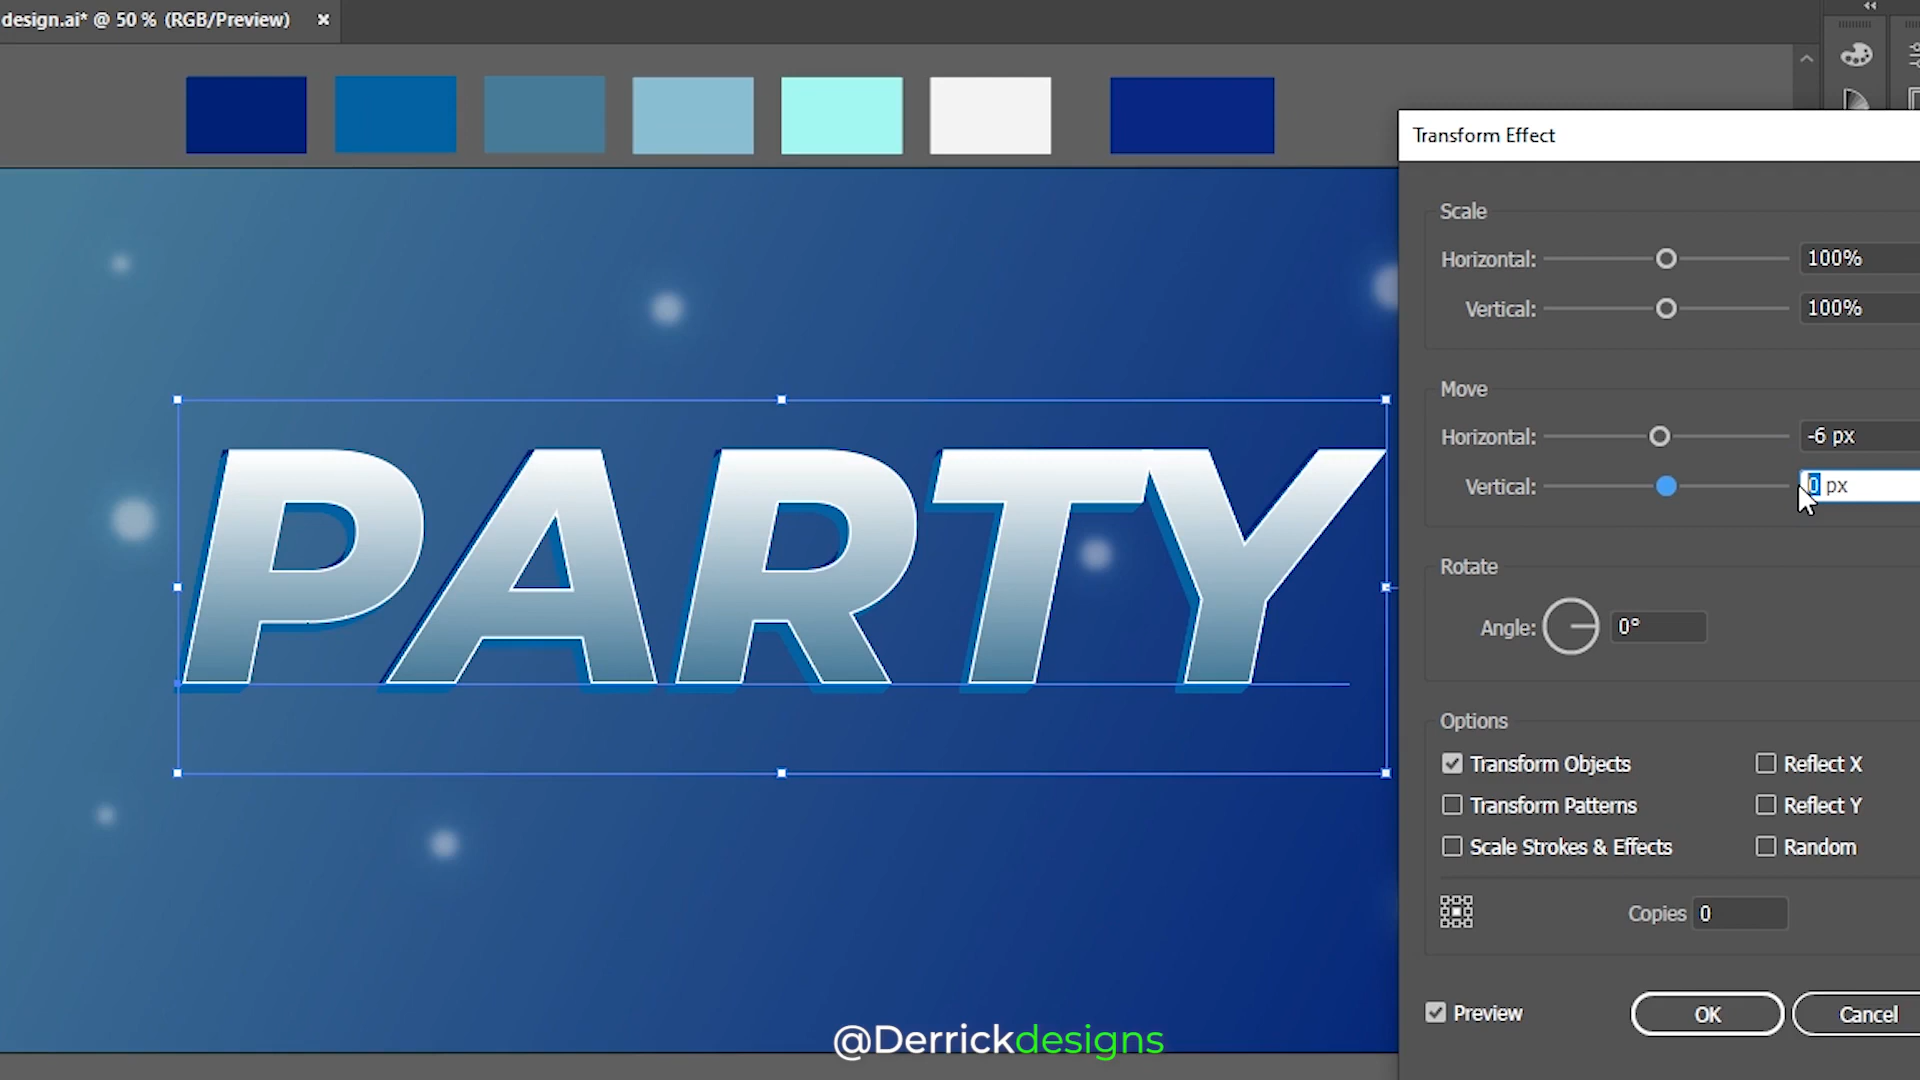 design.ai* @ 50 % (RGB/Preview) ×
Transform Effect
Scale
Horizontal: 100%
Vertical: 100%
Move
Horizontal: -6 px
Vertical: 0 px
Rotate
Angle: 0°
Options
Transform Objects Reflect X
Transform Patterns Reflect Y
Scale Strokes & Effects Random
Copies 0
Preview OK Cancel
PARTY
@Derrickdesigns